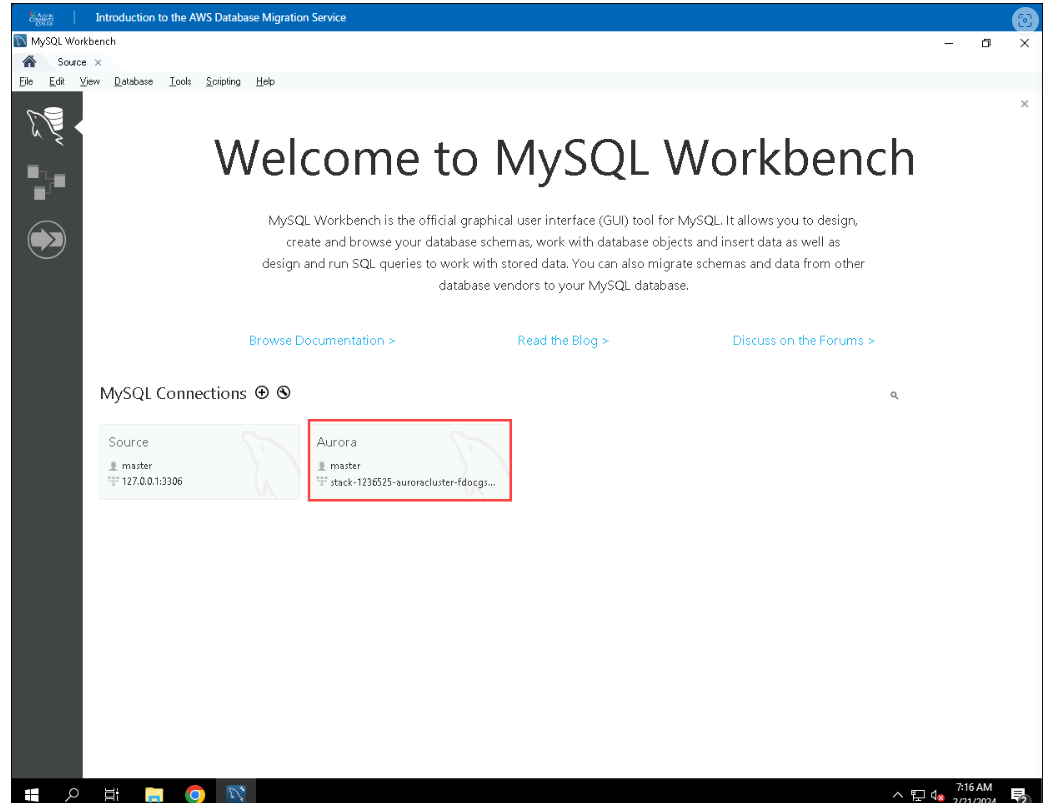 Introduction to the AWS Database Migration Service
MySQL Workbench
Source
File Edit View Database Tools Scripting Help
Welcome to MySQL Workbench
MySQL Workbench is the official graphical user interface (GUI) tool for MySQL. It allows you to design,
create and browse your database schemas, work with database objects and insert data as well as
design and run SQL queries to work with stored data. You can also migrate schemas and data from other
database vendors to your MySQL database.
Browse Documentation >
Read the Blog >
Discuss on the Forums >
MySQL Connections
Source
master
127.0.0.1:3306
Aurora
master
stack-1236525-auroracluster-fdocgs...
7:16 AM
2/21/2024